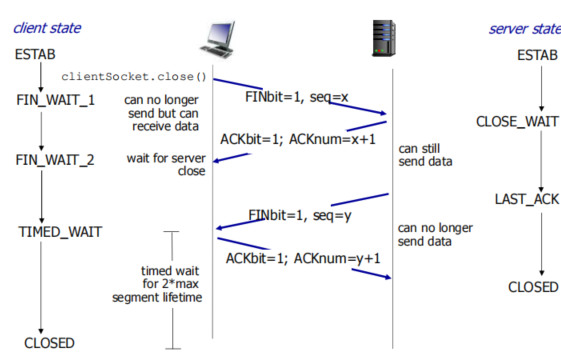 client state
server state
ESTAB
ESTAB
clientSocket.close()
FIN_WAIT_1
can no longer
send but can
receive data
FINbit=1, seq=x
CLOSE_WAIT
ACKbit=1; ACKnum=x+1
FIN_WAIT_2
wait for server
close
can still
send data
LAST_ACK
FINbit=1, seq=y
TIMED_WAIT
can no longer
send data
ACKbit=1; ACKnum=y+1
timed wait
for 2*max
segment lifetime
CLOSED
CLOSED